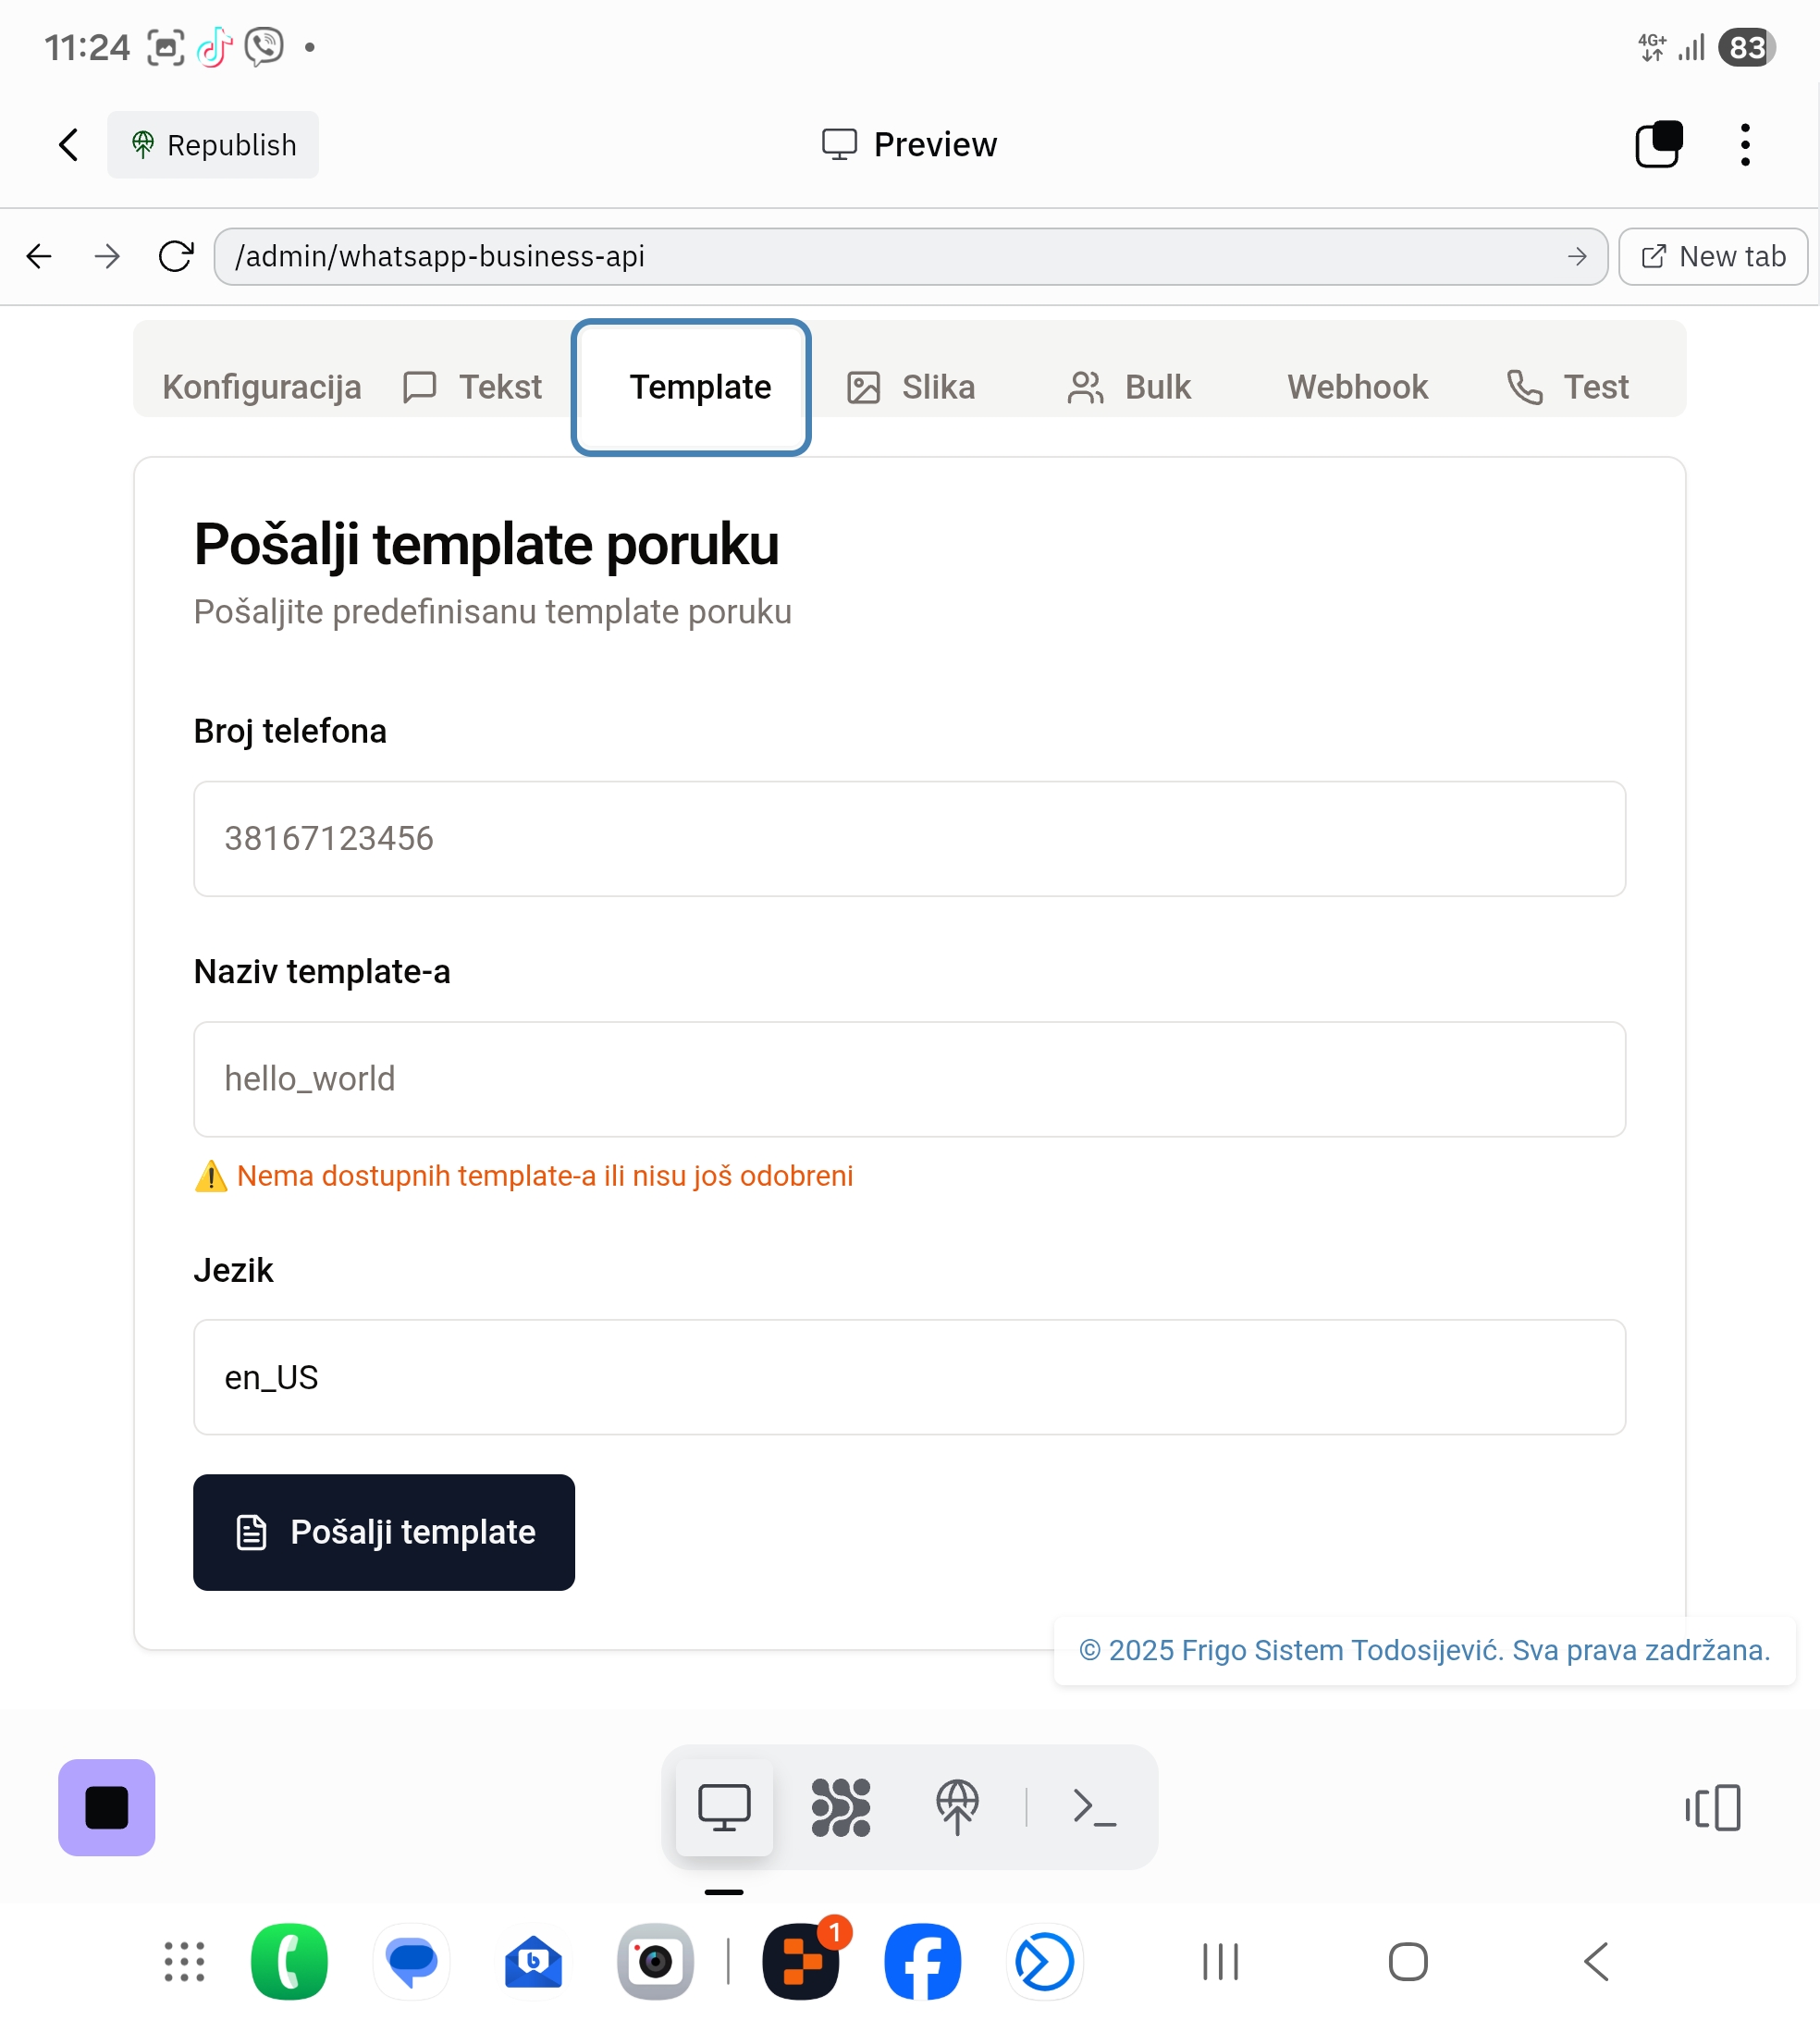 11:24
4G+
83
Republish
Preview
/admin/whatsapp-business-api
New tab
Konfiguracija
Tekst
Template
Slika
Bulk
Webhook
Test
Pošalji template poruku
Pošaljite predefinisanu template poruku
Broj telefona
38167123456
Naziv template-a
hello_world
⚠️ Nema dostupnih template-a ili nisu još odobreni
Jezik
en_US
Pošalji template
© 2025 Frigo Sistem Todosijević. Sva prava zadržana.
1